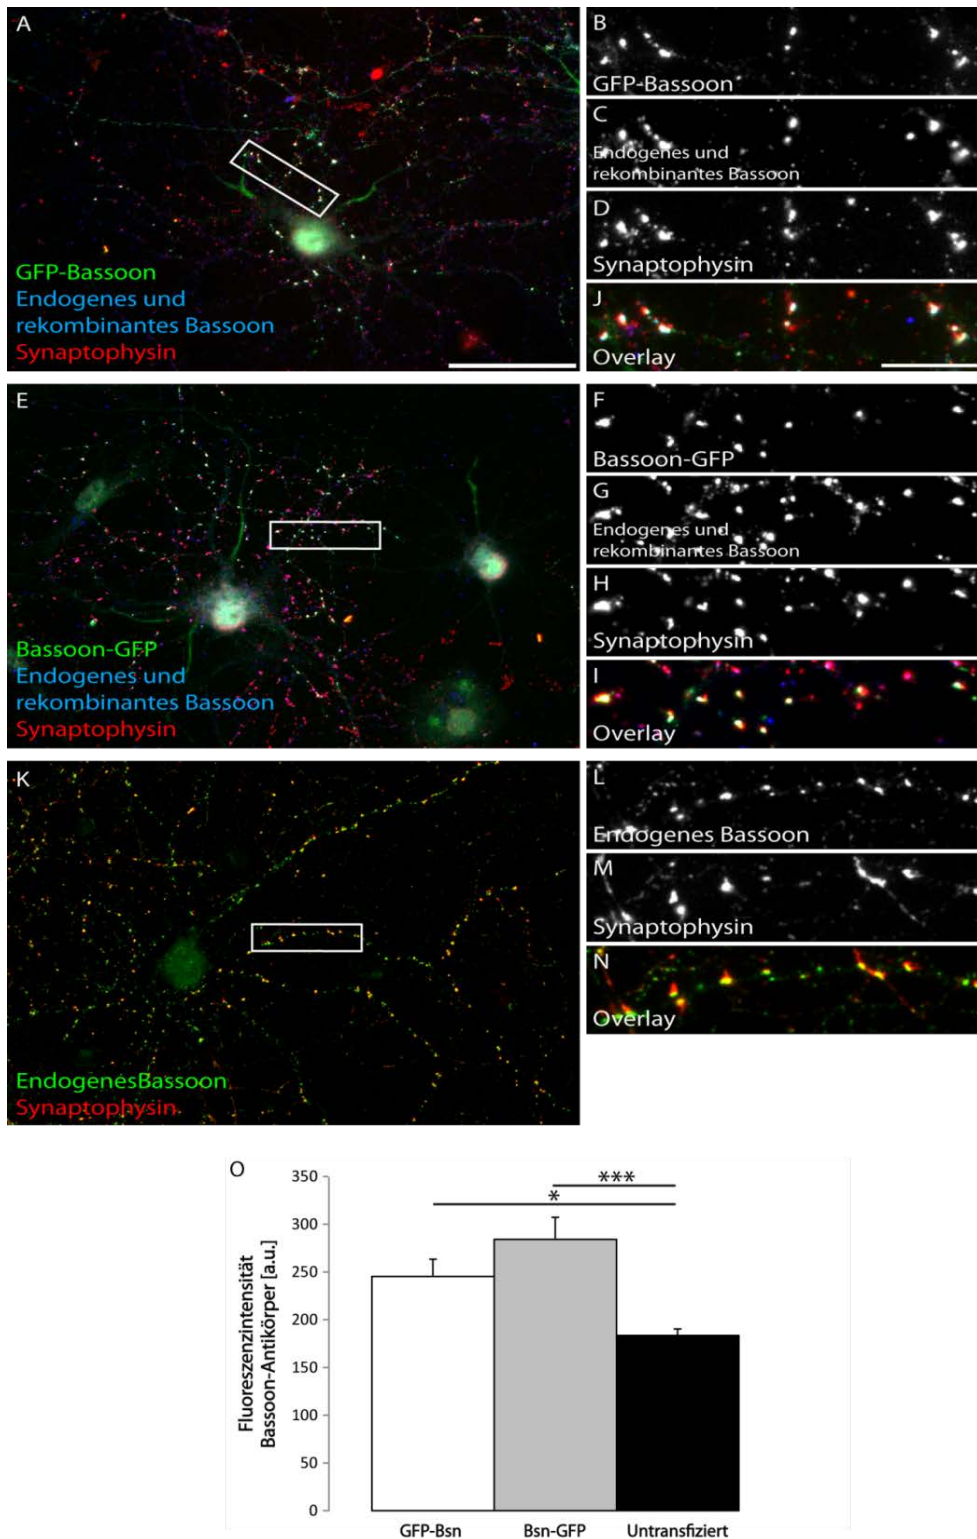 A
GFP-Bassoon
Endogenes und
rekombinantes Bassoon
Synaptophysin
B
GFP-Bassoon
C
Endogenes und
rekombinantes Bassoon
D
Synaptophysin
J
Overlay
E
Bassoon-GFP
Endogenes und
rekombinantes Bassoon
Synaptophysin
F
Bassoon-GFP
G
Endogenes und
rekombinantes Bassoon
H
Synaptophysin
I
Overlay
K
EndogenesBassoon
Synaptophysin
L
Endogenes Bassoon
M
Synaptophysin
N
Overlay
O
Fluoreszenzintensität
Bassoon-Antikörper [a.u.]
350
300
250
200
150
100
50
0
***
*
GFP-Bsn
Bsn-GFP
Untransfiziert